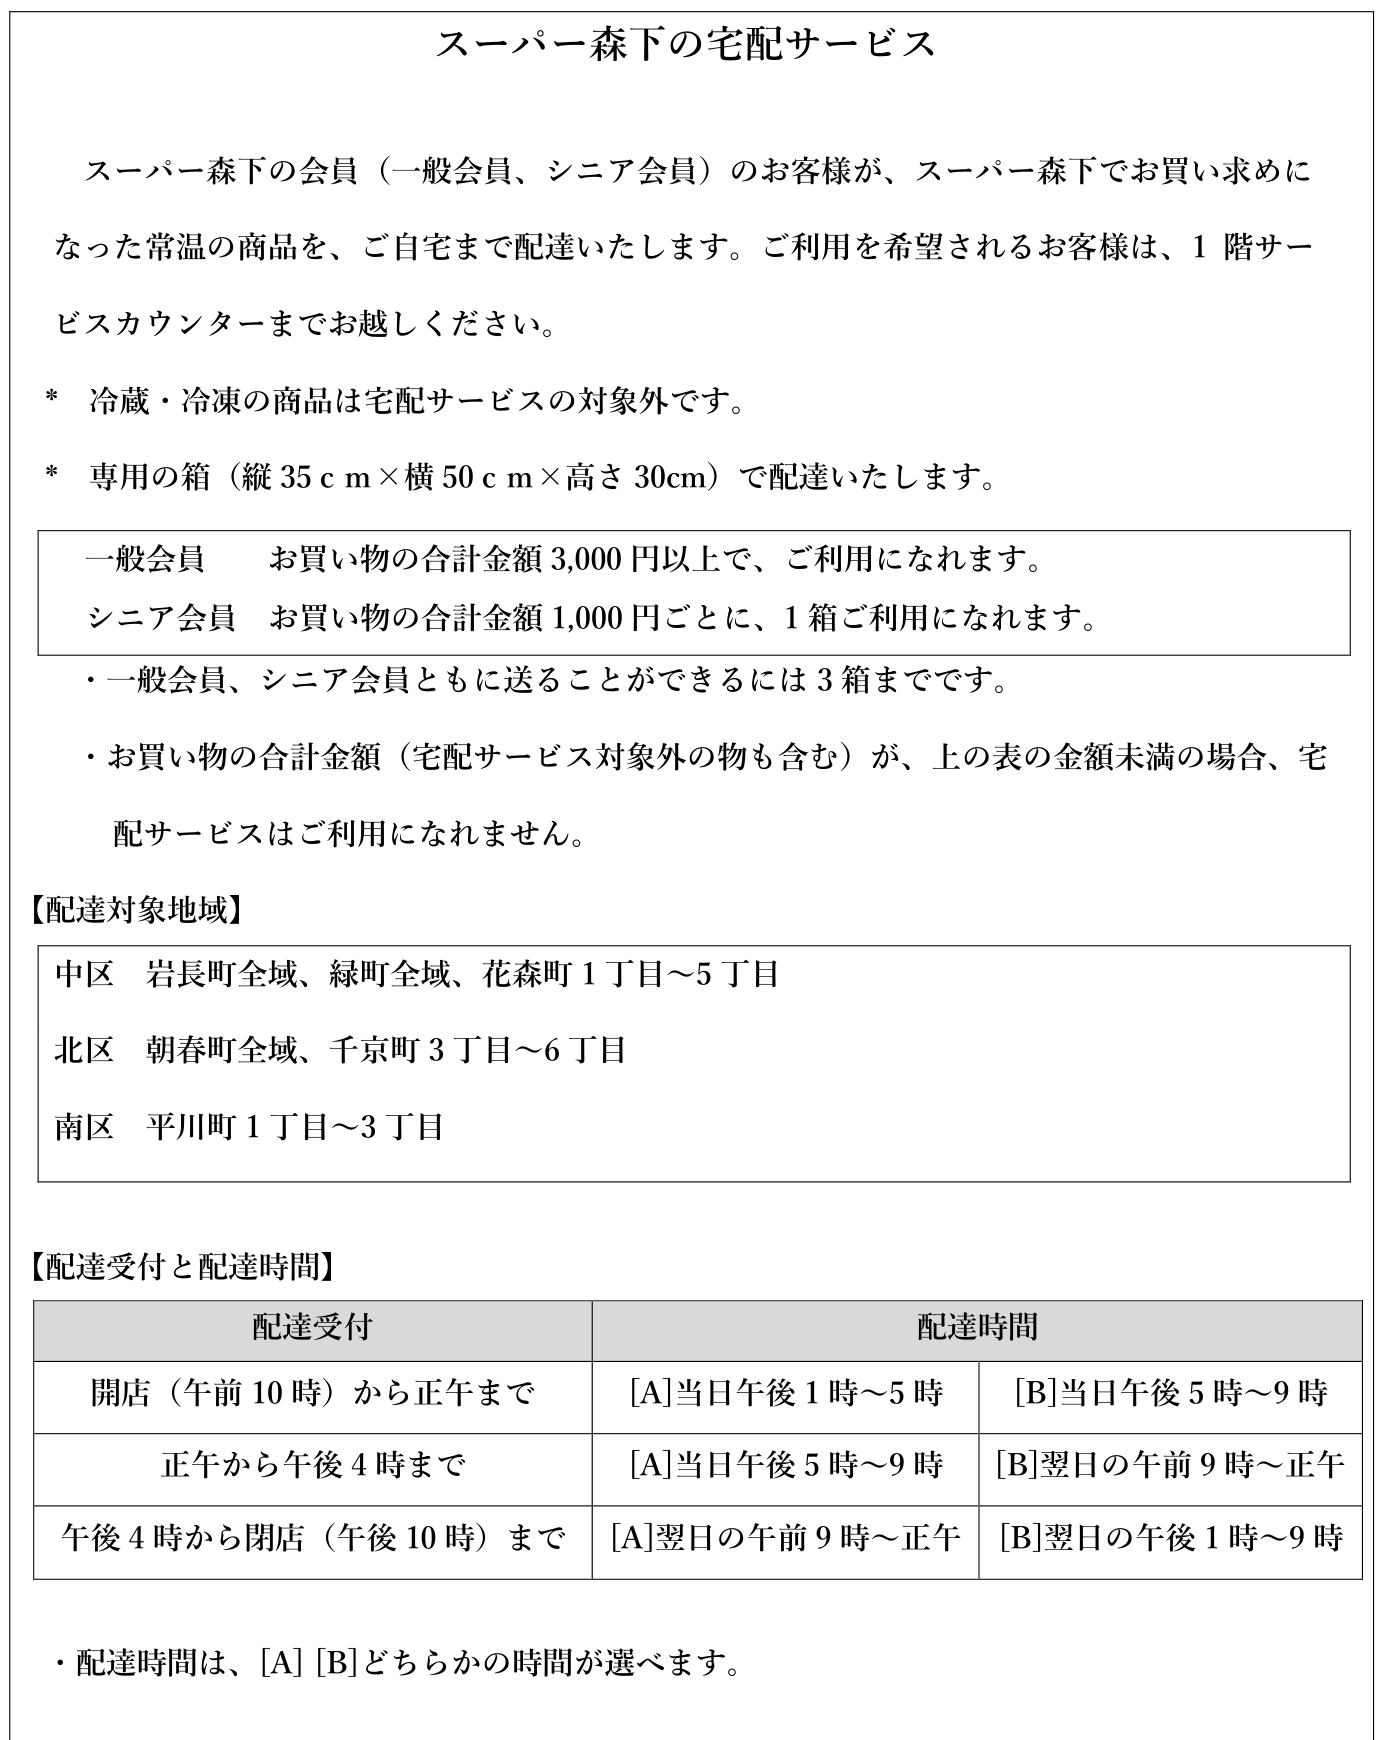 スーパー森下の宅配サービス
スーパー森下の会員（一般会員、シニア会員）のお客様が、スーパー森下でお買い求めに
なった常温の商品を、ご自宅まで配達いたします。ご利用を希望されるお客様は、1 階サー
ビスカウンターまでお越しください。
* 冷蔵・冷凍の商品は宅配サービスの対象外です。
* 専用の箱（縦 35ｃｍ×横 50ｃｍ×高さ 30cm）で配達いたします。
一般会員　　お買い物の合計金額 3,000 円以上で、ご利用になれます。
シニア会員　お買い物の合計金額 1,000 円ごとに、1 箱ご利用になれます。
・一般会員、シニア会員ともに送ることができるには 3 箱までです。
・お買い物の合計金額（宅配サービス対象外の物も含む）が、上の表の金額未満の場合、宅
配サービスはご利用になれません。
【配達対象地域】
中区　岩長町全域、緑町全域、花森町 1 丁目～5 丁目
北区　朝春町全域、千京町 3 丁目～6 丁目
南区　平川町 1 丁目～3 丁目
【配達受付と配達時間】
配達受付　配達時間
開店（午前 10 時）から正午まで　[A]当日午後 1 時～5 時　[B]当日午後 5 時～9 時
正午から午後 4 時まで　[A]当日午後 5 時～9 時　[B]翌日の午前 9 時～正午
午後 4 時から閉店（午後 10 時）まで　[A]翌日の午前 9 時～正午　[B]翌日の午後 1 時～9 時
・配達時間は、[A] [B]どちらかの時間が選べます。